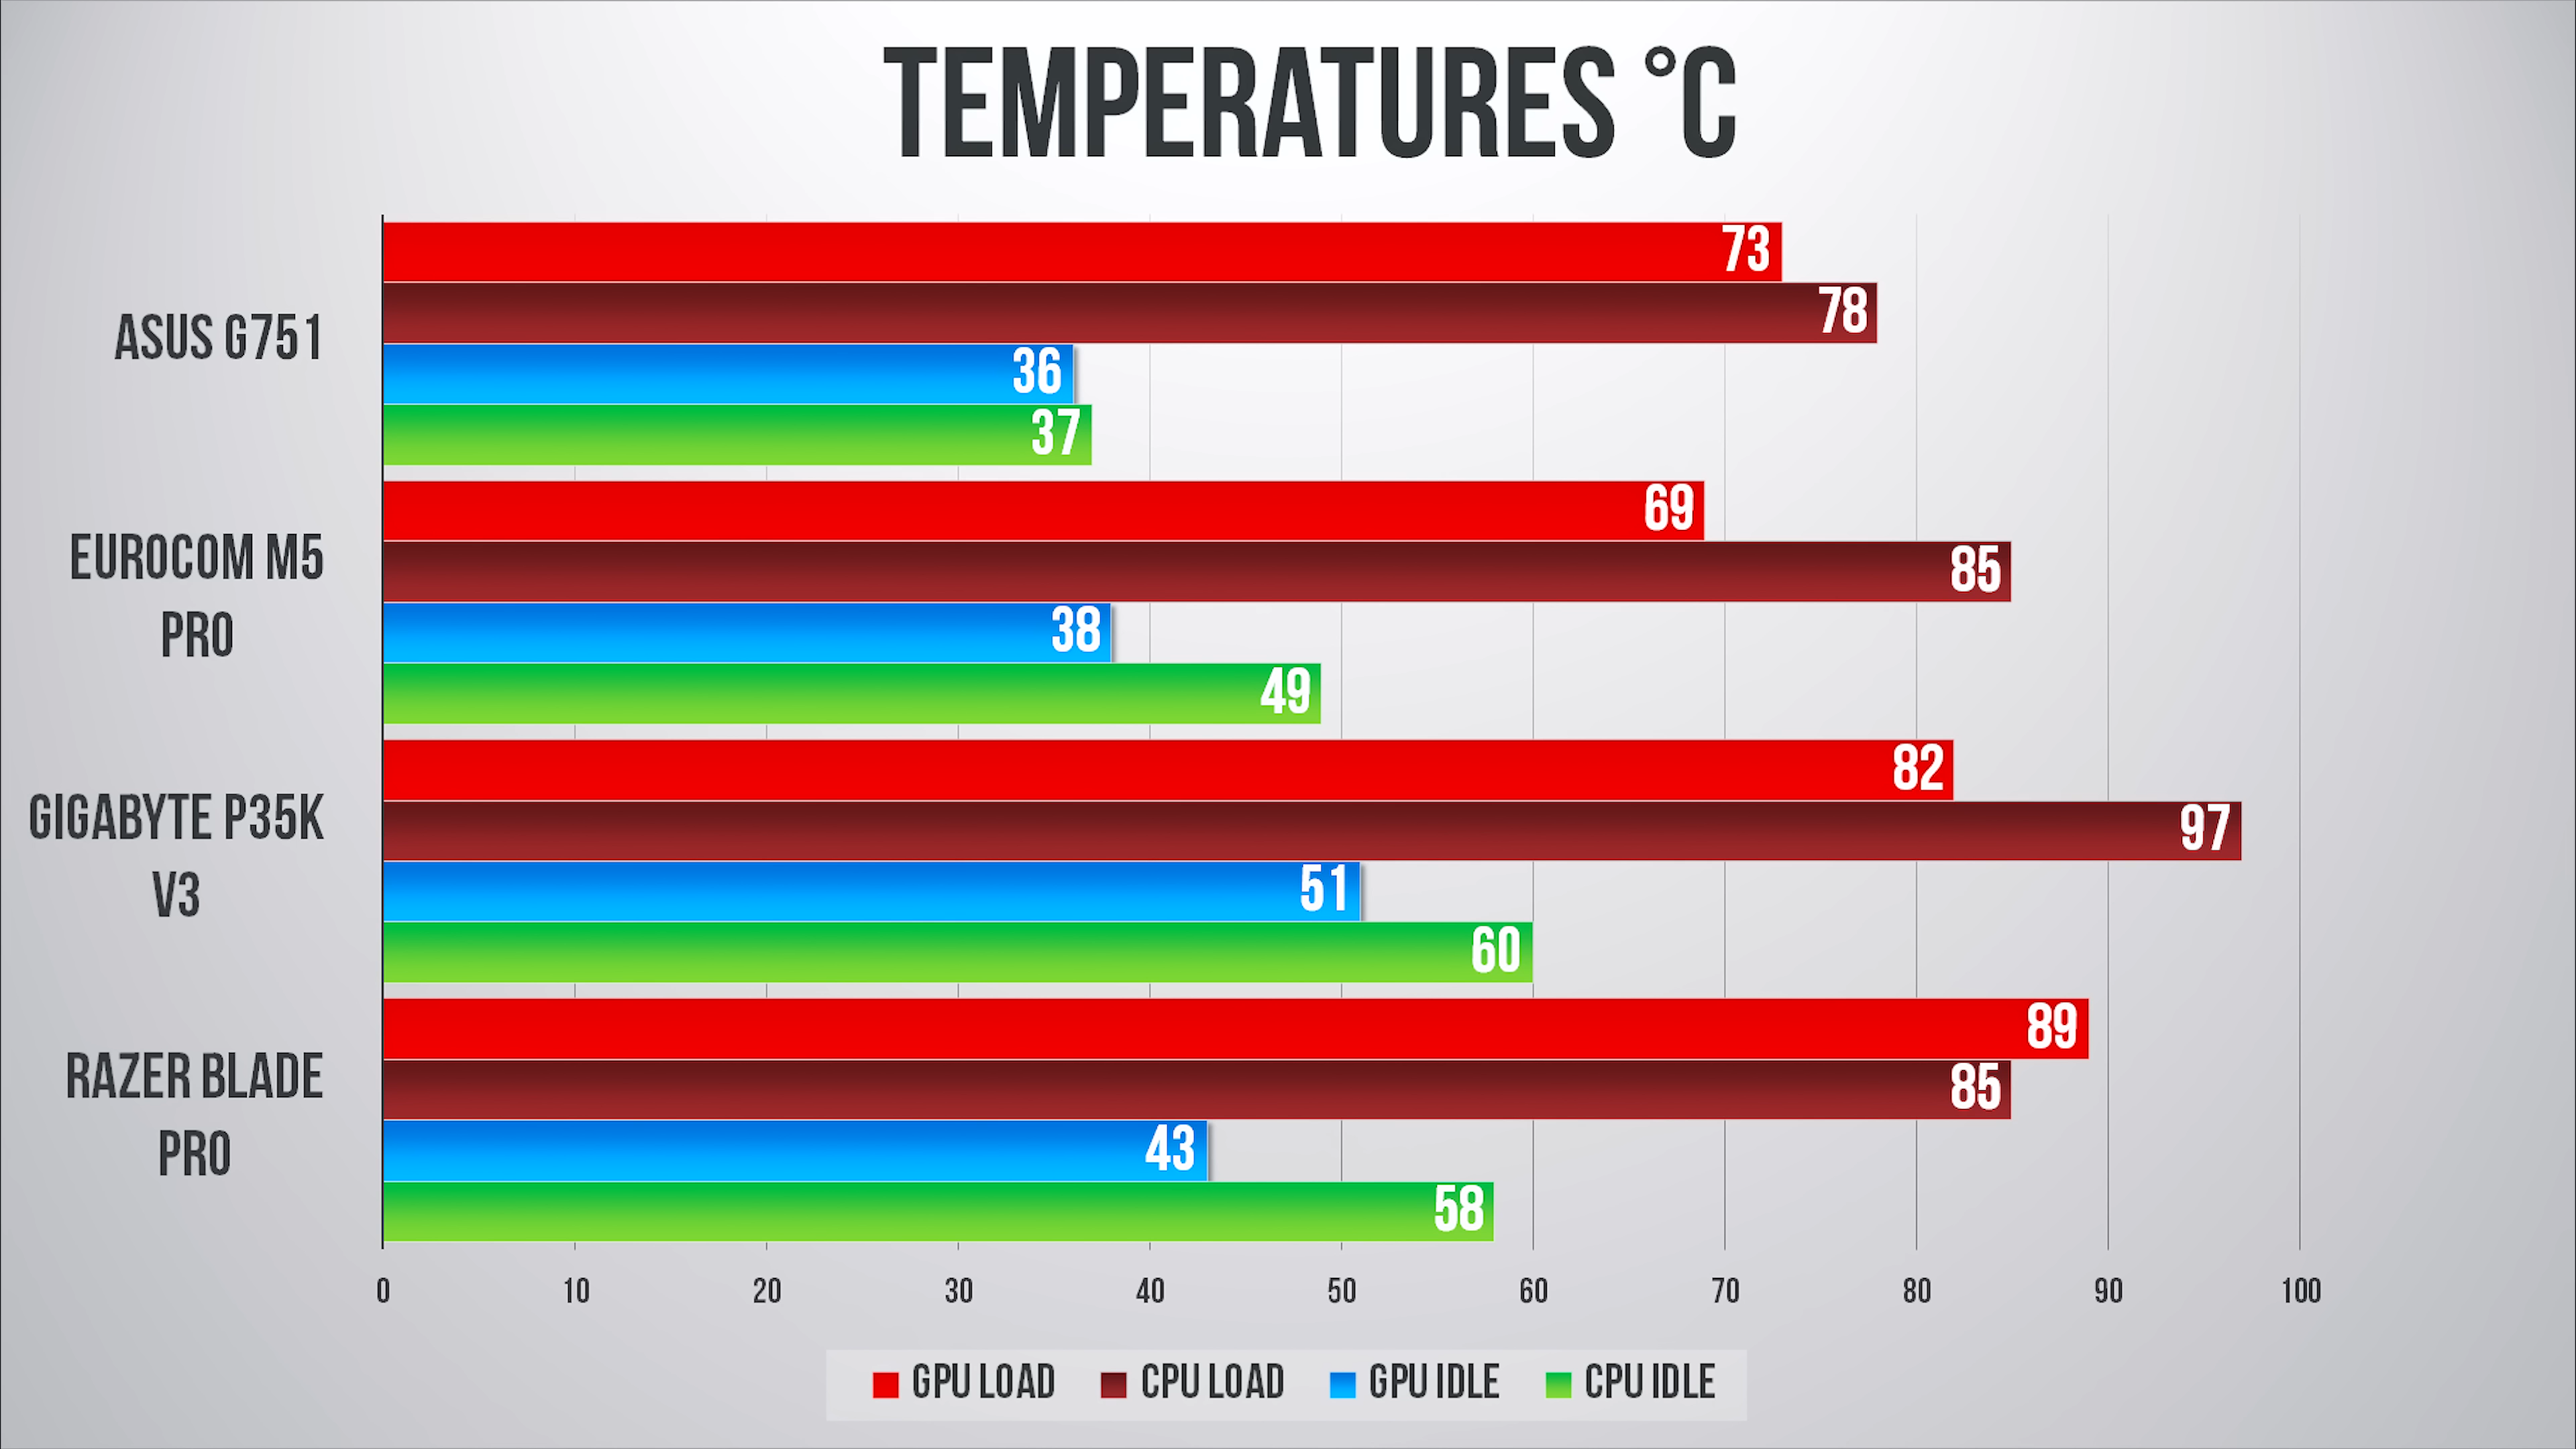 TEMPERATURES °C
ASUS G751
73
78
36
37
EUROCOM M5
PRO
69
85
38
49
GIGABYTE P35K
V3
82
97
51
60
RAZER BLADE
PRO
89
85
43
58
0 10 20 30 40 50 60 70 80 90 100
GPU LOAD CPU LOAD GPU IDLE CPU IDLE